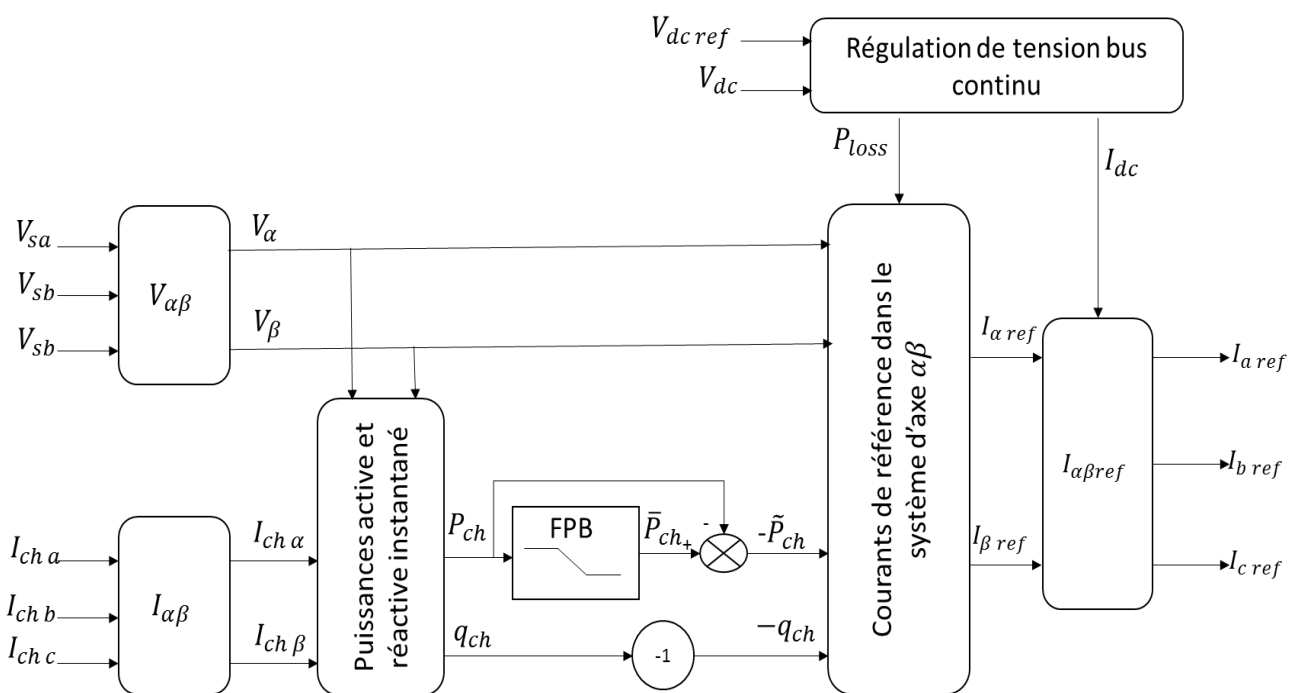 V_dc ref
V_dc
Régulation de tension bus
continu
P_loss
I_dc
V_sa
V_sb
V_sb
V_αβ
V_α
V_β
I_ch a
I_ch b
I_ch c
I_αβ
I_ch α
I_ch β
Puissances active et
réactive instantané
P_ch
FPB
P̄_ch
+
-
-P̃_ch
q_ch
-1
−q_ch
Courants de référence dans le
système d'axe αβ
I_α ref
I_β ref
I_αβref
I_a ref
I_b ref
I_c ref